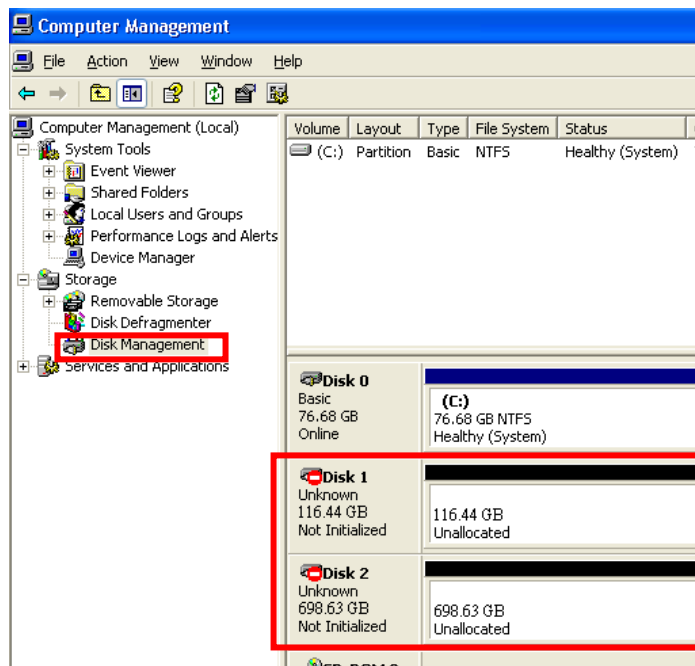 Computer Management
File Action View Window Help
Computer Management (Local)
System Tools
Event Viewer
Shared Folders
Local Users and Groups
Performance Logs and Alerts
Device Manager
Storage
Removable Storage
Disk Defragmenter
Disk Management
Services and Applications
Volume Layout Type File System Status
(C:) Partition Basic NTFS Healthy (System)
Disk 0
Basic
76.68 GB
Online
(C:)
76.68 GB NTFS
Healthy (System)
Disk 1
Unknown
116.44 GB
Not Initialized
116.44 GB
Unallocated
Disk 2
Unknown
698.63 GB
Not Initialized
698.63 GB
Unallocated